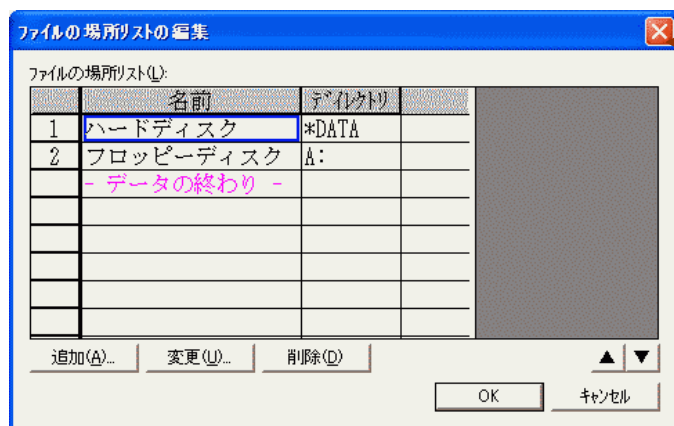 ファイルの場所リストの編集
ファイルの場所リスト(L):
名前 ディレクトリ
1 ハードディスク *DATA
2 フロッピーディスク A:
- データの終わり -
追加(A)... 変更(U)... 削除(D) ▲ ▼
OK キャンセル